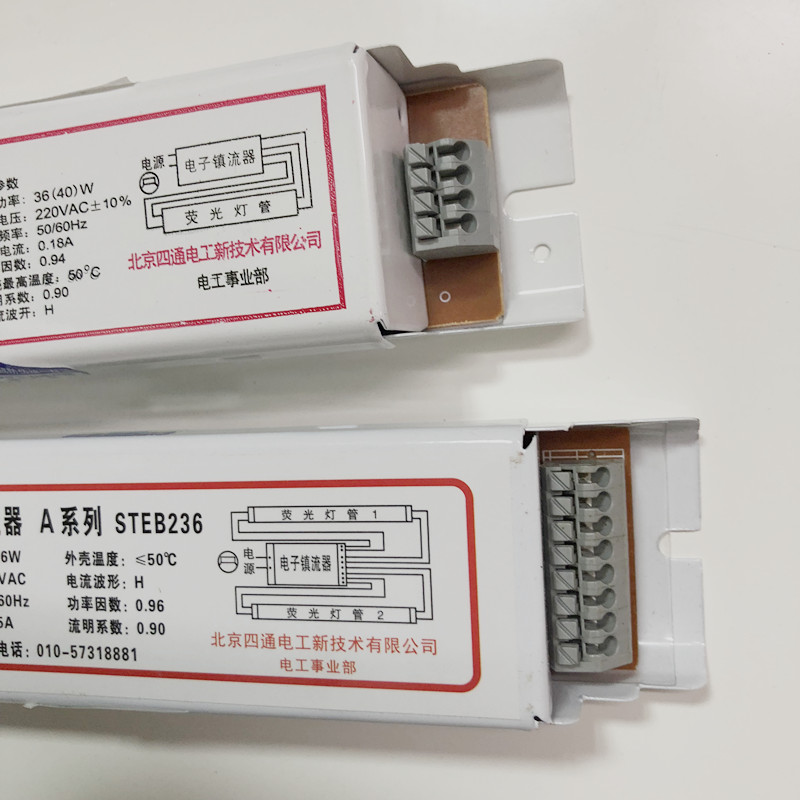 参数
功率：36(40)W
电压：220VAC±10%
频率：50/60Hz
电流：0.18A
因数：0.94
最高温度：50℃
明系数：0.90
流波开：H
电源
电子镇流器
荧光灯管
北京四通电工新技术有限公司
电工事业部
器 A系列 STEB236
6W 外壳温度：≤50℃
VAC 电流波形：H
60Hz 功率因数：0.96
5A 流明系数：0.90
电话：010-57318881
荧光灯管1
电源
电子镇流器
荧光灯管2
北京四通电工新技术有限公司
电工事业部